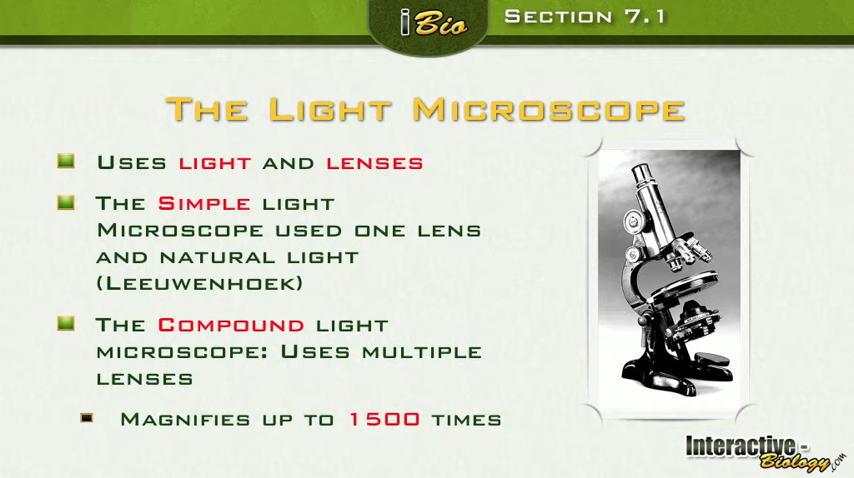 iBio
Section 7.1
The Light Microscope
Uses light and lenses
The Simple light
Microscope used one lens
and natural light
(Leeuwenhoek)
The Compound light
microscope: Uses multiple
lenses
Magnifies up to 1500 times
Interactive-
Biology.com